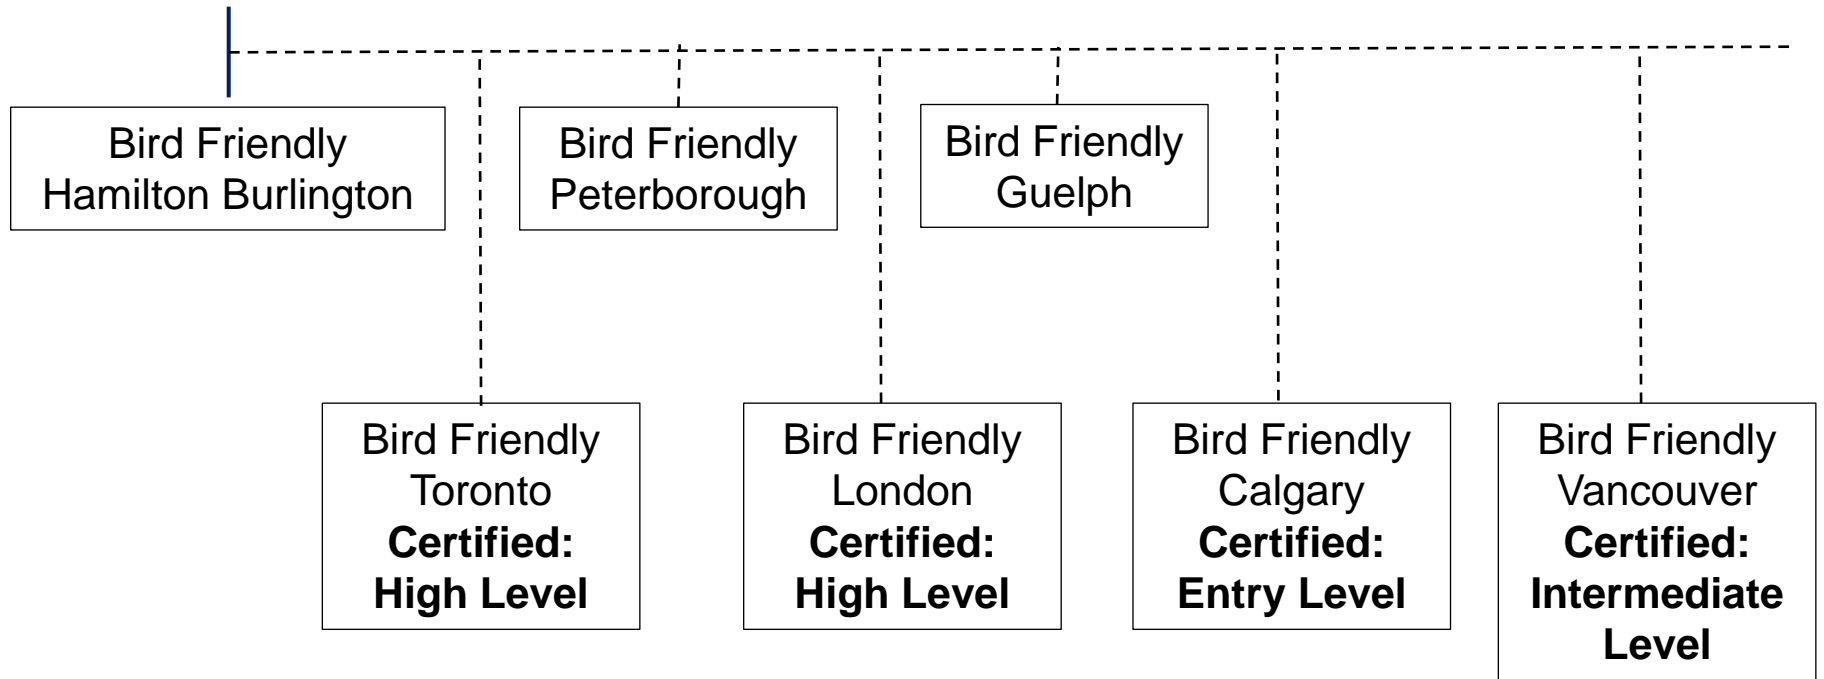 Bird Friendly
Hamilton Burlington
Bird Friendly
Peterborough
Bird Friendly
Guelph
Bird Friendly
Toronto
Certified:
High Level
Bird Friendly
London
Certified:
High Level
Bird Friendly
Calgary
Certified:
Entry Level
Bird Friendly
Vancouver
Certified:
Intermediate
Level